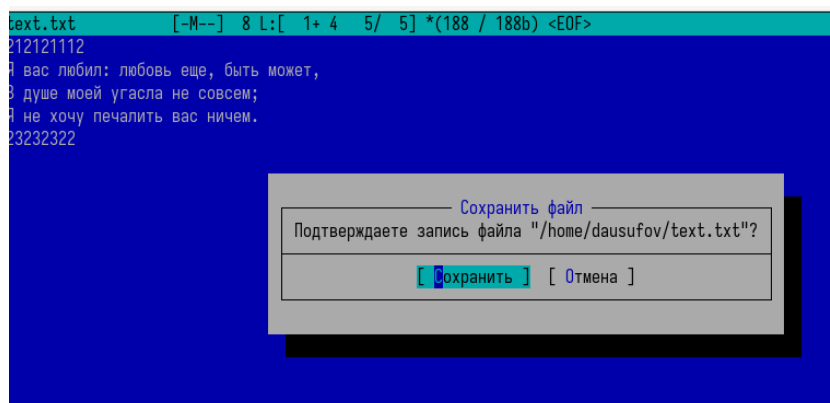 text.txt [-M--] 8 L:[ 1+ 4 5/ 5] *(188 / 188b) <EOF>
212121112
Я вас любил: любовь еще, быть может,
В душе моей угасла не совсем;
Я не хочу печалить вас ничем.
23232322
Сохранить файл
Подтверждаете запись файла "/home/dausufov/text.txt"?
[ Сохранить ] [ Отмена ]